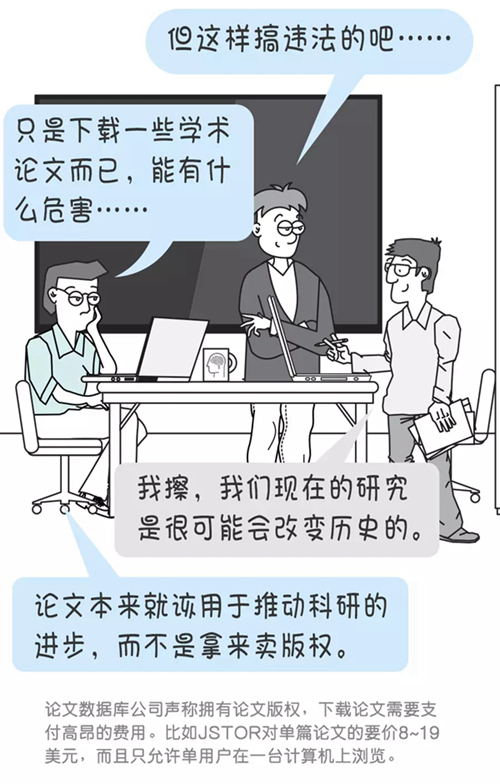 但这样搞违法的吧……
只是下载一些学术
论文而已，能有什
么危害……
我擦，我们现在的研究
是很可能会改变历史的。
论文本来就该用于推动科研的
进步，而不是拿来卖版权。
论文数据库公司声称拥有论文版权，下载论文需要支
付高昂的费用。比如JSTOR对单篇论文的要价8~19
美元，而且只允许单用户在一台计算机上浏览。